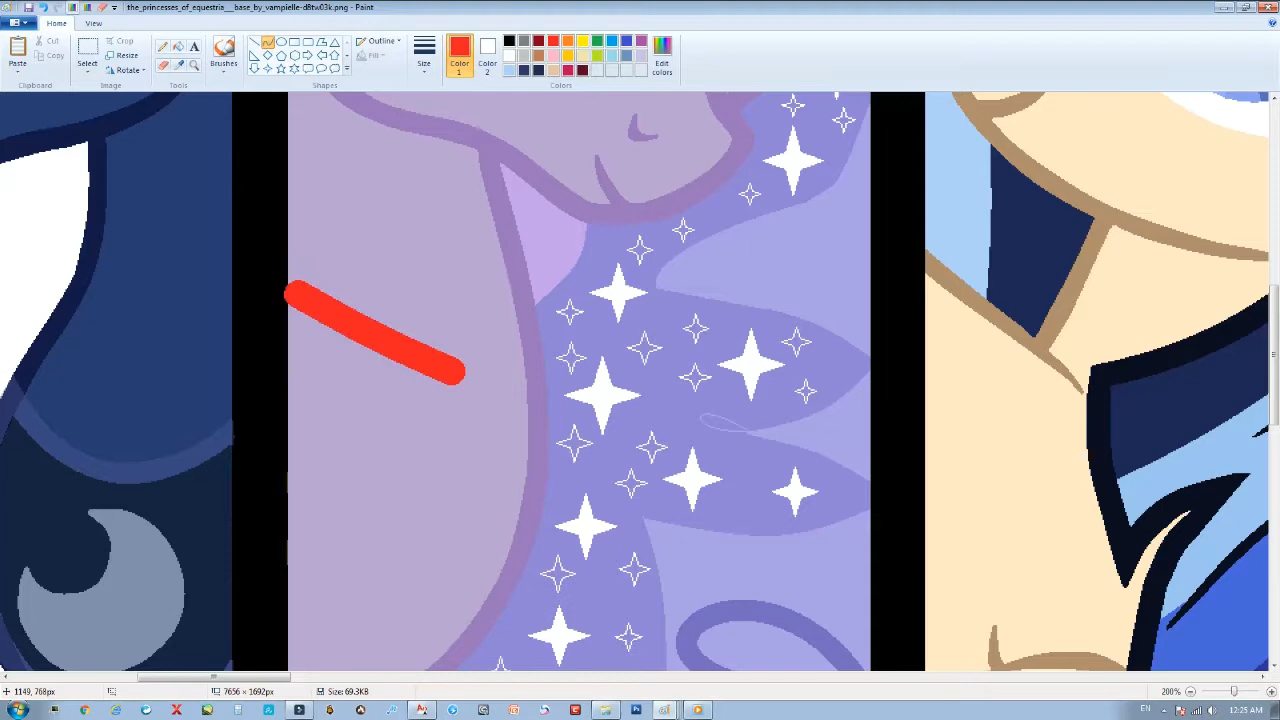 the_princesses_of_equestria__base_by_vampielle-d8tw03k.png - Paint
Home View
Paste
Cut
Copy
Clipboard
Select
Crop
Resize
Rotate
Image
A
Tools
Brushes
Outline
Fill
Shapes
Size
Color 1
Color 2
Edit colors
Colors
1149, 768px
7656 × 1692px
Size: 69.3KB
200%
EN
12:25 AM